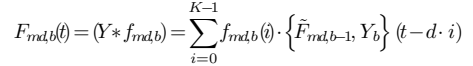 F_{md,b}(t) = (Y * f_{md,b}) = \sum_{i=0}^{K-1} f_{md,b}(i) \cdot \left\{ \tilde{F}_{md,b-1}, Y_b \right\} (t - d \cdot i)